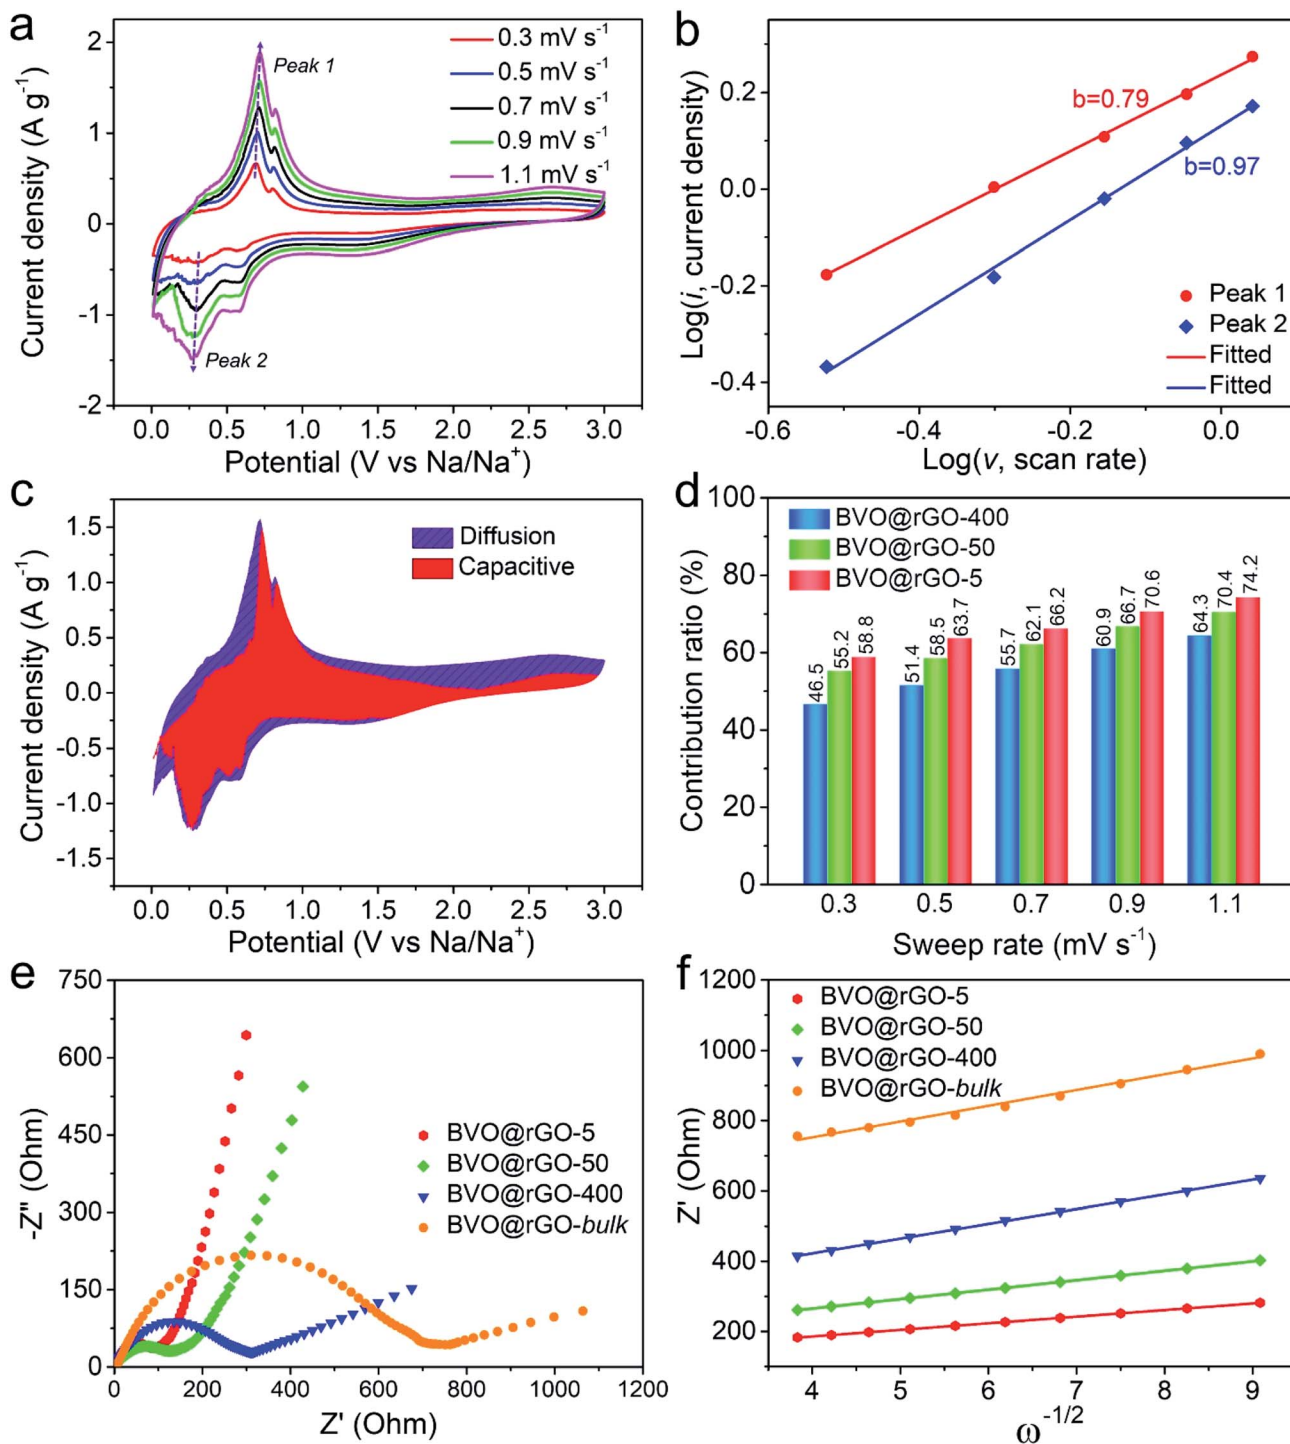 a
2
1
0
-1
-2
Current density (A g⁻¹)
0.0 0.5 1.0 1.5 2.0 2.5 3.0
Potential (V vs Na/Na⁺)
0.3 mV s⁻¹
0.5 mV s⁻¹
0.7 mV s⁻¹
0.9 mV s⁻¹
1.1 mV s⁻¹
Peak 1
Peak 2
b
0.2
0.0
-0.2
-0.4
Log(i, current density)
-0.6 -0.4 -0.2 0.0
Log(v, scan rate)
b=0.79
b=0.97
Peak 1
Peak 2
Fitted
Fitted
c
1.5
1.0
0.5
0.0
-0.5
-1.0
-1.5
Current density (A g⁻¹)
0.0 0.5 1.0 1.5 2.0 2.5 3.0
Potential (V vs Na/Na⁺)
Diffusion
Capacitive
d
100
80
60
40
20
0
Contribution ratio (%)
BVO@rGO-400
BVO@rGO-50
BVO@rGO-5
46.5 55.2 58.8
51.4 58.5 63.7
55.7 62.1 66.2
60.9 66.7 70.6
64.3 70.4 74.2
0.3 0.5 0.7 0.9 1.1
Sweep rate (mV s⁻¹)
e
750
600
450
300
150
0
-Z" (Ohm)
0 200 400 600 800 1000 1200
Z' (Ohm)
BVO@rGO-5
BVO@rGO-50
BVO@rGO-400
BVO@rGO-bulk
f
1200
1000
800
600
400
200
Z' (Ohm)
4 5 6 7 8 9
ω⁻¹/²
BVO@rGO-5
BVO@rGO-50
BVO@rGO-400
BVO@rGO-bulk